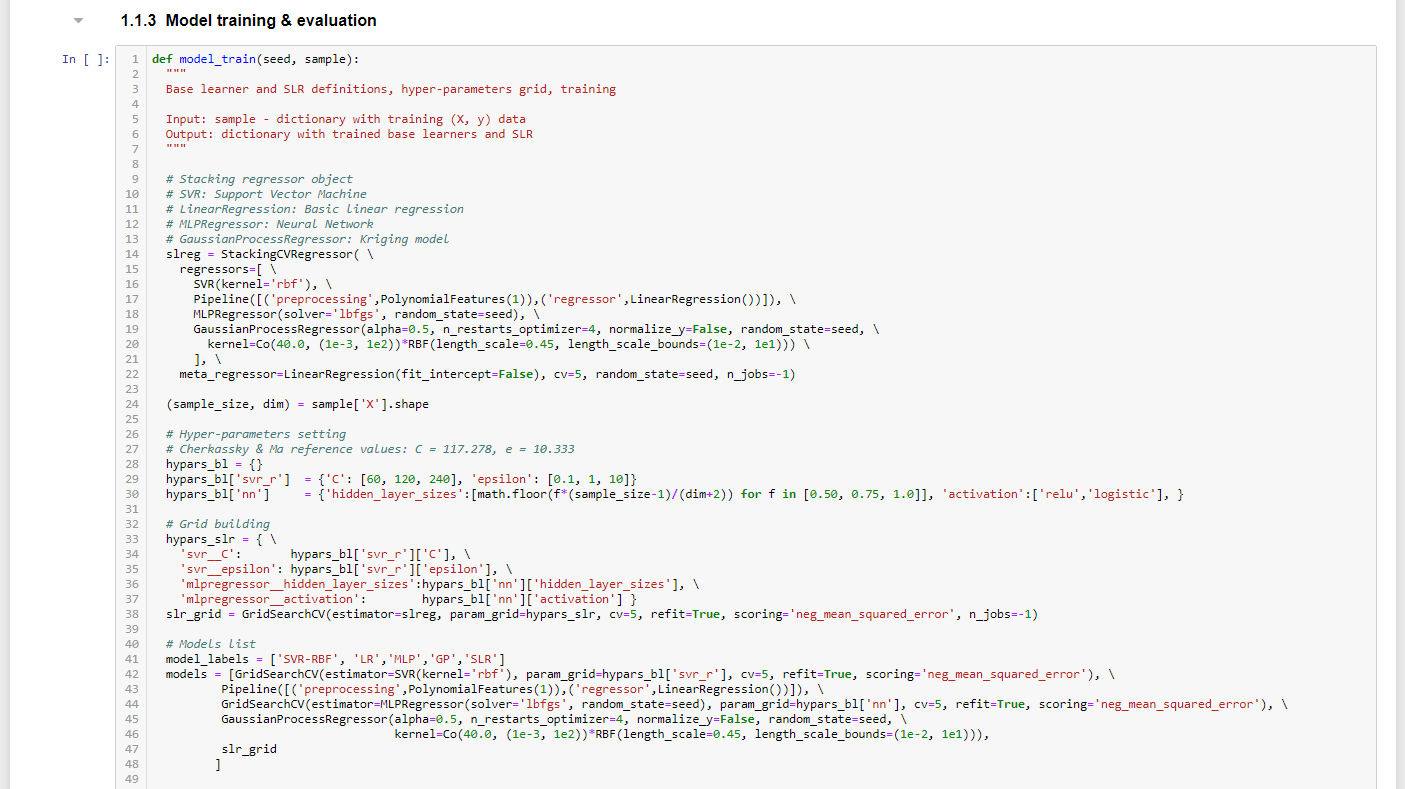 1.1.3 Model training & evaluation
In [ ]:
1 def model_train(seed, sample):
2   """
3   Base learner and SLR definitions, hyper-parameters grid, training
4
5   Input: sample - dictionary with training (X, y) data
6   Output: dictionary with trained base learners and SLR
7   """
8
9   # Stacking regressor object
10   # SVR: Support Vector Machine
11   # LinearRegression: Basic linear regression
12   # MLPRegressor: Neural Network
13   # GaussianProcessRegressor: Kriging model
14   slreg = StackingCVRegressor( \
15     regressors=[ \
16       SVR(kernel='rbf'), \
17       Pipeline([('preprocessing',PolynomialFeatures(1)),('regressor',LinearRegression())]), \
18       MLPRegressor(solver='lbfgs', random_state=seed), \
19       GaussianProcessRegressor(alpha=0.5, n_restarts_optimizer=4, normalize_y=False, random_state=seed, \
20         kernel=Co(40.0, (1e-3, 1e2))*RBF(length_scale=0.45, length_scale_bounds=(1e-2, 1e1))) \
21       ], \
22     meta_regressor=LinearRegression(fit_intercept=False), cv=5, random_state=seed, n_jobs=-1)
23
24   (sample_size, dim) = sample['X'].shape
25
26   # Hyper-parameters setting
27   # Cherkassky & Ma reference values: C = 117.278, e = 10.333
28   hypars_bl = {}
29   hypars_bl['svr_r']  = {'C': [60, 120, 240], 'epsilon': [0.1, 1, 10]}
30   hypars_bl['nn']     = {'hidden_layer_sizes':[math.floor(f*(sample_size-1)/(dim+2)) for f in [0.50, 0.75, 1.0]], 'activation':['relu','logistic'], }
31
32   # Grid building
33   hypars_slr = { \
34     'svr__C':       hypars_bl['svr_r']['C'], \
35     'svr__epsilon': hypars_bl['svr_r']['epsilon'], \
36     'mlpregressor__hidden_layer_sizes':hypars_bl['nn']['hidden_layer_sizes'], \
37     'mlpregressor__activation':        hypars_bl['nn']['activation'] }
38   slr_grid = GridSearchCV(estimator=slreg, param_grid=hypars_slr, cv=5, refit=True, scoring='neg_mean_squared_error', n_jobs=-1)
39
40   # Models list
41   model_labels = ['SVR-RBF', 'LR','MLP','GP','SLR']
42   models = [GridSearchCV(estimator=SVR(kernel='rbf'), param_grid=hypars_bl['svr_r'], cv=5, refit=True, scoring='neg_mean_squared_error'), \
43           Pipeline([('preprocessing',PolynomialFeatures(1)),('regressor',LinearRegression())]), \
44           GridSearchCV(estimator=MLPRegressor(solver='lbfgs', random_state=seed), param_grid=hypars_bl['nn'], cv=5, refit=True, scoring='neg_mean_squared_error'), \
45           GaussianProcessRegressor(alpha=0.5, n_restarts_optimizer=4, normalize_y=False, random_state=seed, \
46                                    kernel=Co(40.0, (1e-3, 1e2))*RBF(length_scale=0.45, length_scale_bounds=(1e-2, 1e1))),
47           slr_grid
48          ]
49